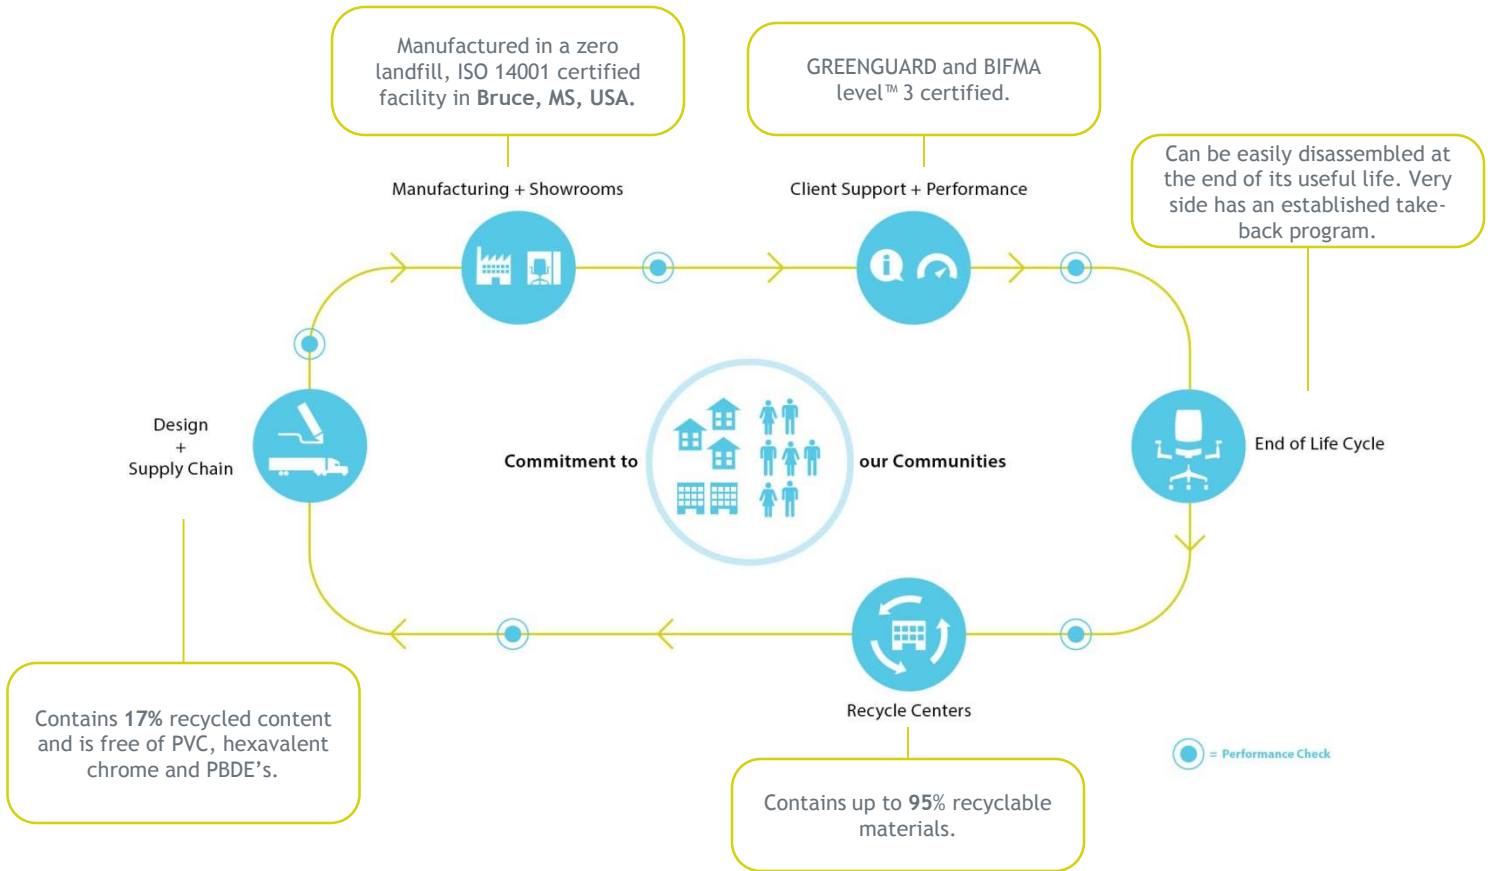 Manufactured in a zero
landfill, ISO 14001 certified
facility in Bruce, MS, USA.
GREENGUARD and BIFMA
level™ 3 certified.
Can be easily disassembled at
the end of its useful life. Very
side has an established take-
back program.
Manufacturing + Showrooms
Client Support + Performance
Design
+
Supply Chain
Commitment to
our Communities
End of Life Cycle
Recycle Centers
Contains 17% recycled content
and is free of PVC, hexavalent
chrome and PBDE’s.
= Performance Check
Contains up to 95% recyclable
materials.